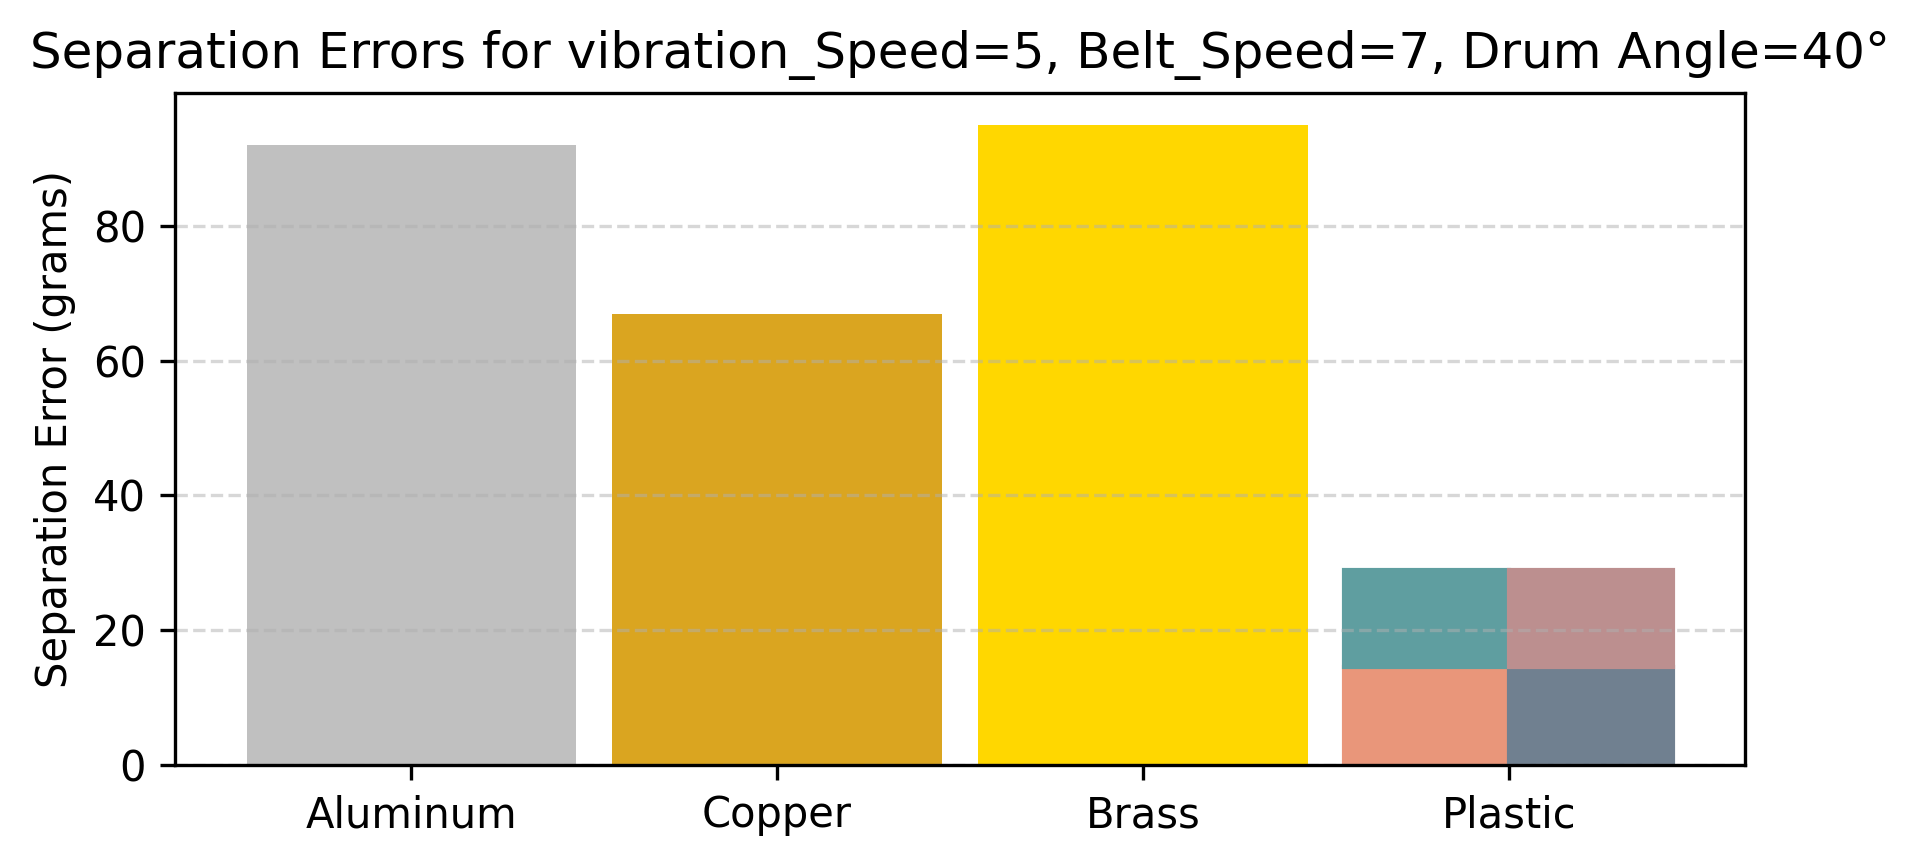 Separation Errors for vibration_Speed=5, Belt_Speed=7, Drum Angle=40°
Separation Error (grams)
80
60
40
20
0
Aluminum
Copper
Brass
Plastic